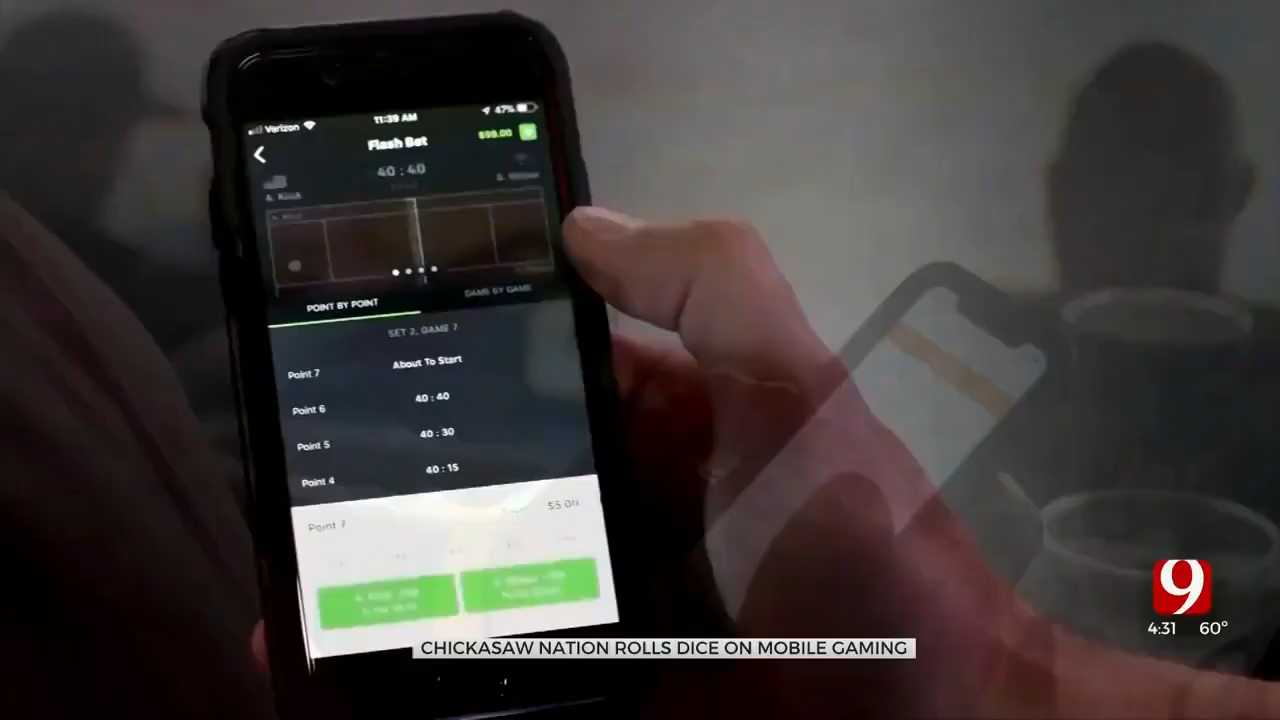 Verizon 11:39 AM 47%
Flash Bet $99.00
40 : 40
POINT BY POINT GAME BY GAME
SET 2, GAME 7
Point 7 About To Start
Point 6 40 : 40
Point 5 40 : 30
Point 4 40 : 15
Point 7 $5.00
9
4:31 60°
CHICKASAW NATION ROLLS DICE ON MOBILE GAMING